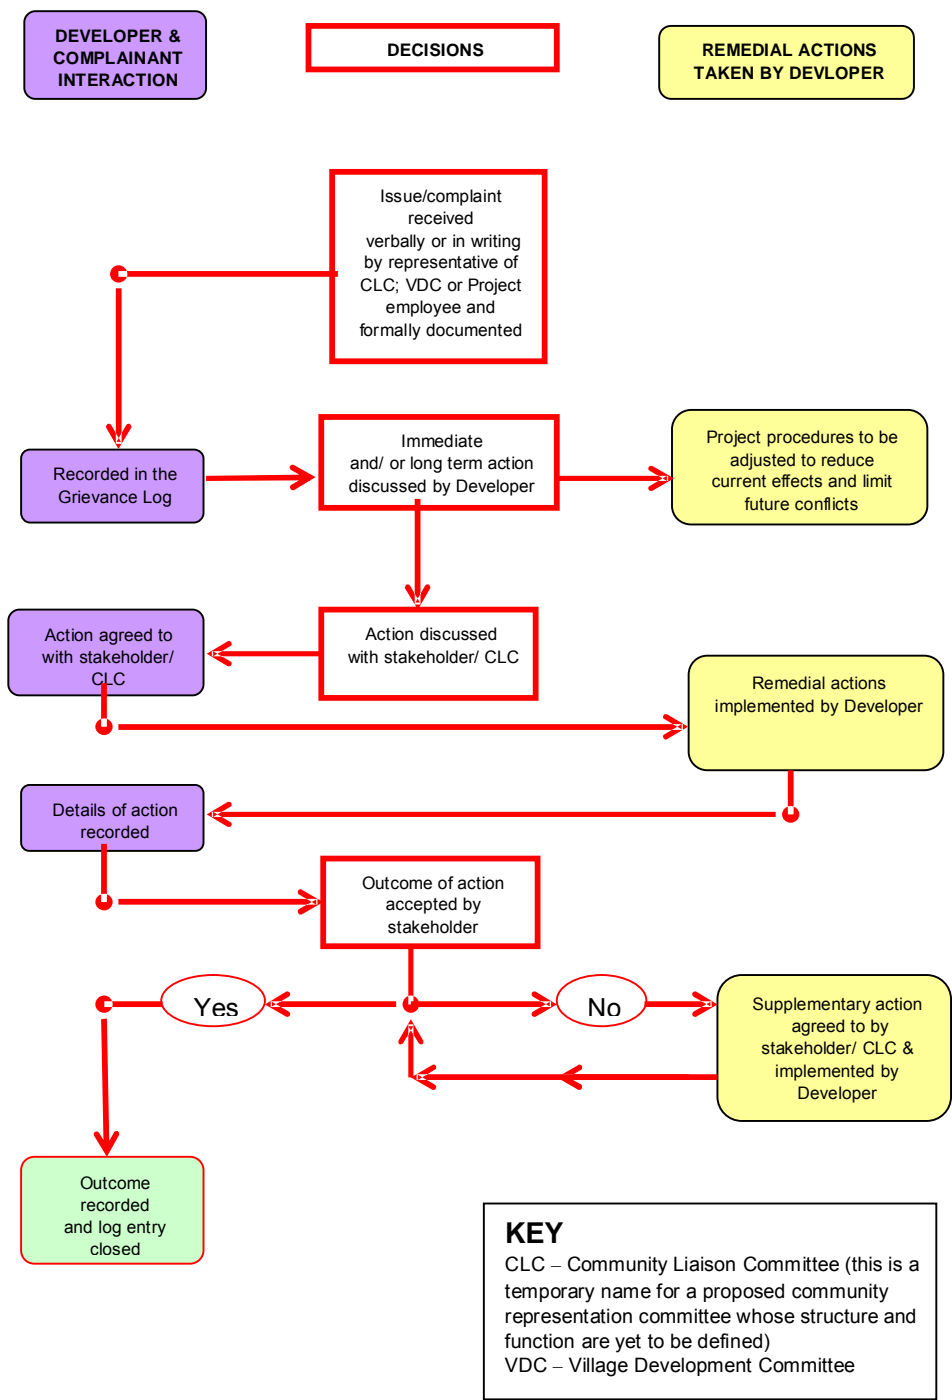 DEVELOPER &
COMPLAINANT
INTERACTION
DECISIONS
REMEDIAL ACTIONS
TAKEN BY DEVLOPER
Issue/complaint
received
verbally or in writing
by representative of
CLC; VDC or Project
employee and
formally documented
Recorded in the
Grievance Log
Immediate
and/ or long term action
discussed by Developer
Project procedures to be
adjusted to reduce
current effects and limit
future conflicts
Action agreed to
with stakeholder/
CLC
Action discussed
with stakeholder/ CLC
Remedial actions
implemented by Developer
Details of action
recorded
Outcome of action
accepted by
stakeholder
Yes
No
Supplementary action
agreed to by
stakeholder/ CLC &
implemented by
Developer
Outcome
recorded
and log entry
closed
KEY
CLC – Community Liaison Committee (this is a
temporary name for a proposed community
representation committee whose structure and
function are yet to be defined)
VDC – Village Development Committee